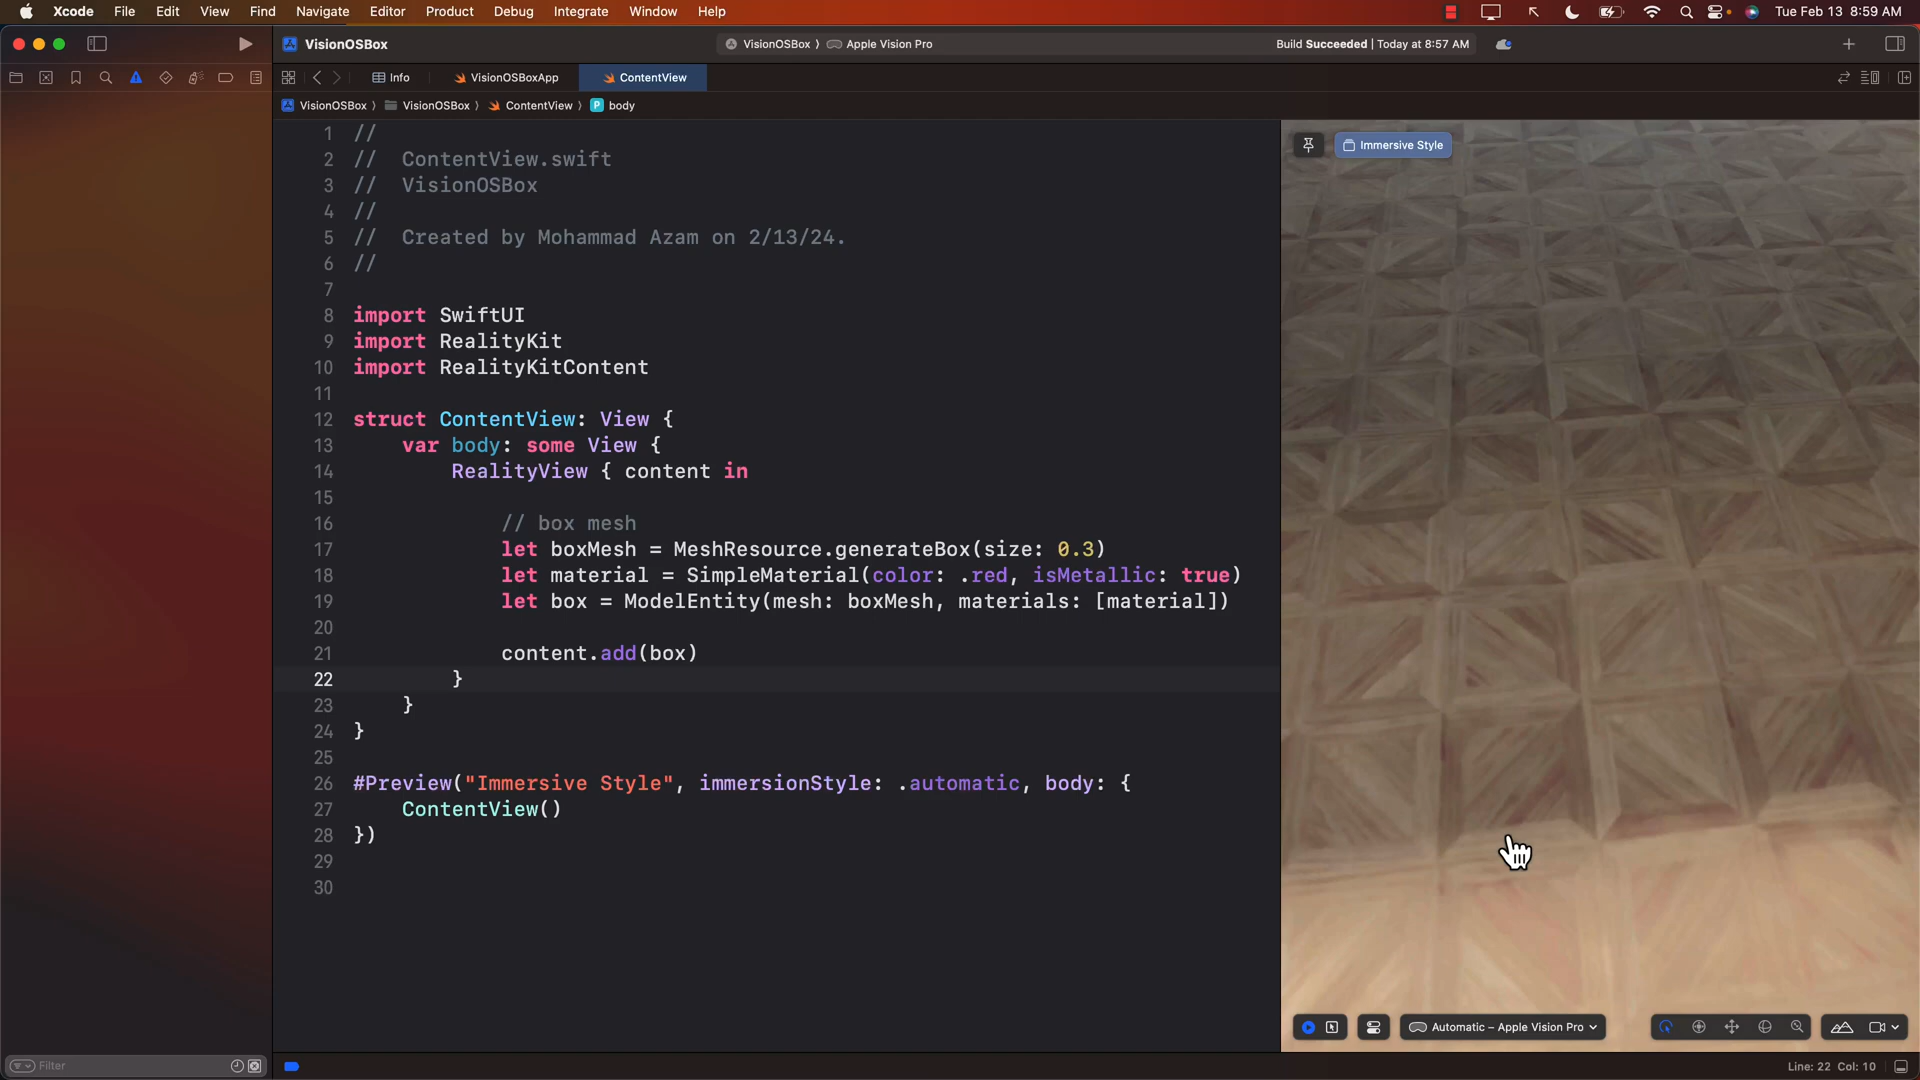 Xcode File Edit View Find Navigate Editor Product Debug Integrate Window Help Tue Feb 13 8:59 AM
VisionOSBox VisionOSBox ⟩ Apple Vision Pro Build Succeeded | Today at 8:57 AM
Info VisionOSBoxApp ContentView
VisionOSBox ⟩ VisionOSBox ⟩ ContentView ⟩ P body
Immersive Style
1 //
2 //  ContentView.swift
3 //  VisionOSBox
4 //
5 //  Created by Mohammad Azam on 2/13/24.
6 //
7
8 import SwiftUI
9 import RealityKit
10 import RealityKitContent
11
12 struct ContentView: View {
13     var body: some View {
14         RealityView { content in
15
16             // box mesh
17             let boxMesh = MeshResource.generateBox(size: 0.3)
18             let material = SimpleMaterial(color: .red, isMetallic: true)
19             let box = ModelEntity(mesh: boxMesh, materials: [material])
20
21             content.add(box)
22         }
23     }
24 }
25
26 #Preview("Immersive Style", immersionStyle: .automatic, body: {
27     ContentView()
28 })
29
30
Automatic – Apple Vision Pro
Filter Line: 22 Col: 10